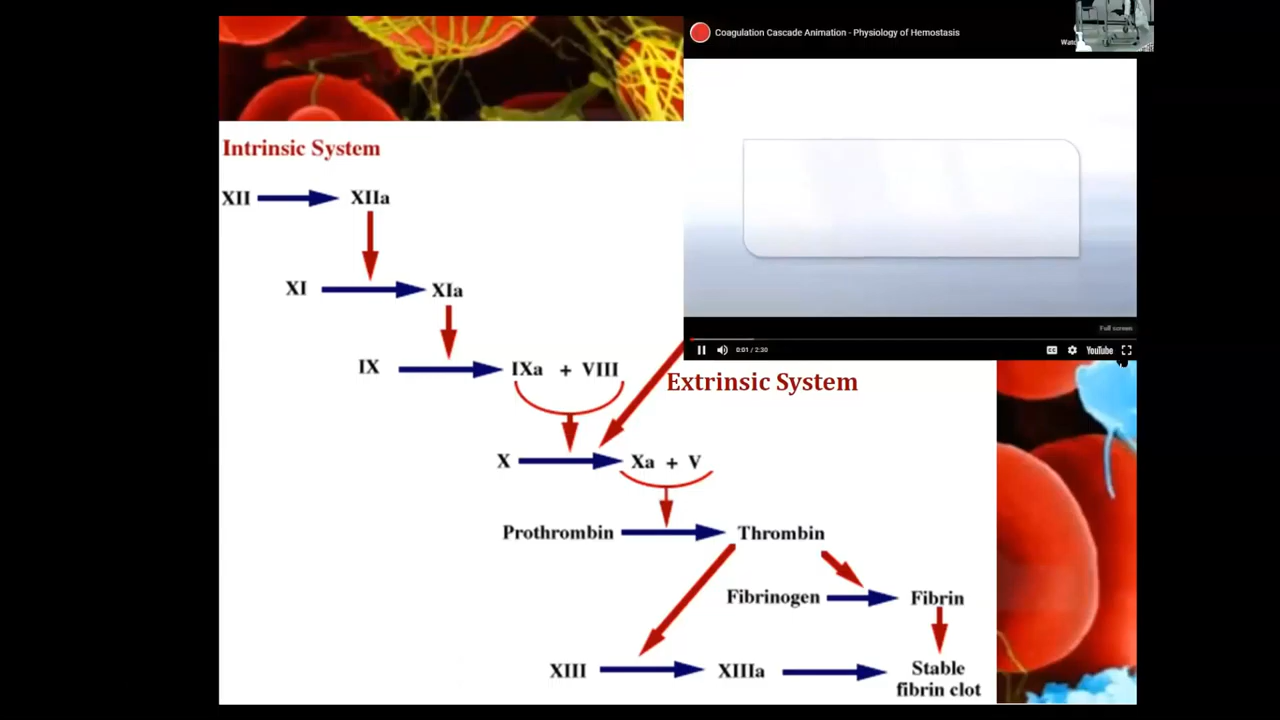 Coagulation Cascade Animation - Physiology of Hemostasis
Intrinsic System
XII XIIa
XI XIa
IX IXa + VIII
Full screen
0:01 / 2:30 CC YouTube
Extrinsic System
X Xa + V
Prothrombin Thrombin
Fibrinogen Fibrin
XIII XIIIa Stable
fibrin clot